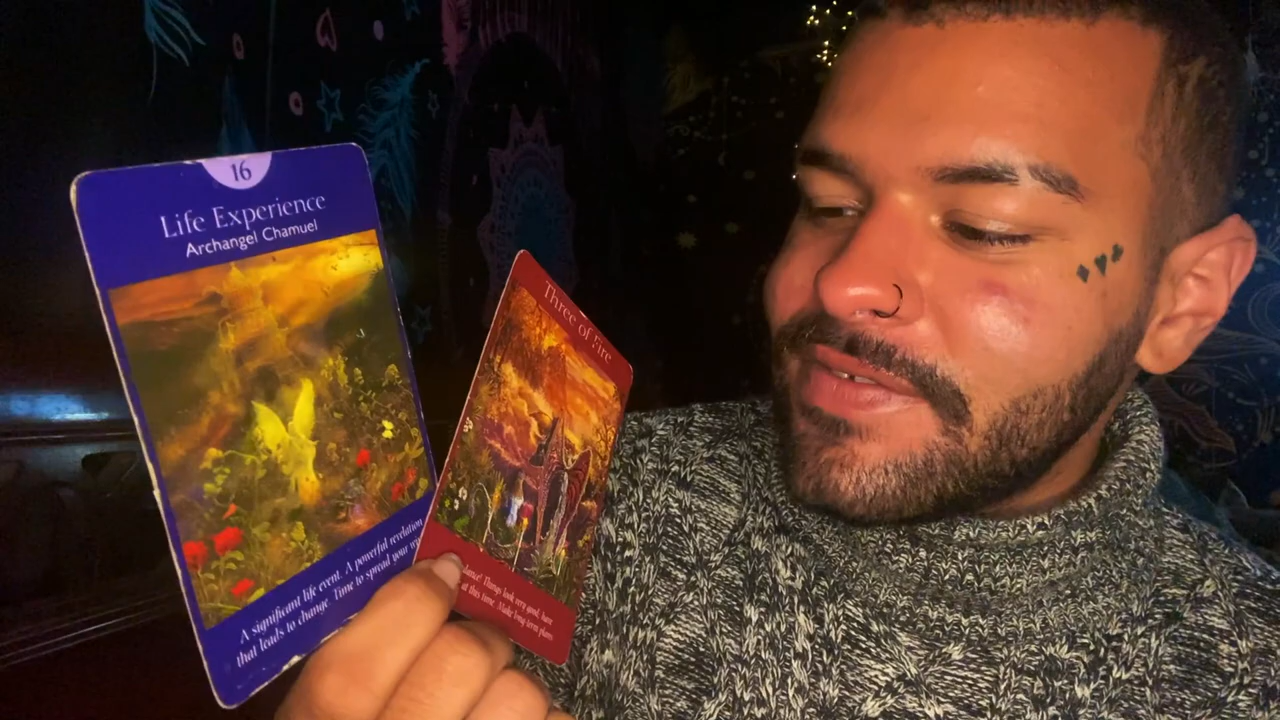 16
Life Experience
Archangel Chamuel
A significant life event. A powerful revelation
that leads to change. Time to spread your
Three of Fire
Things look very good,
at this time. Make long-term plans